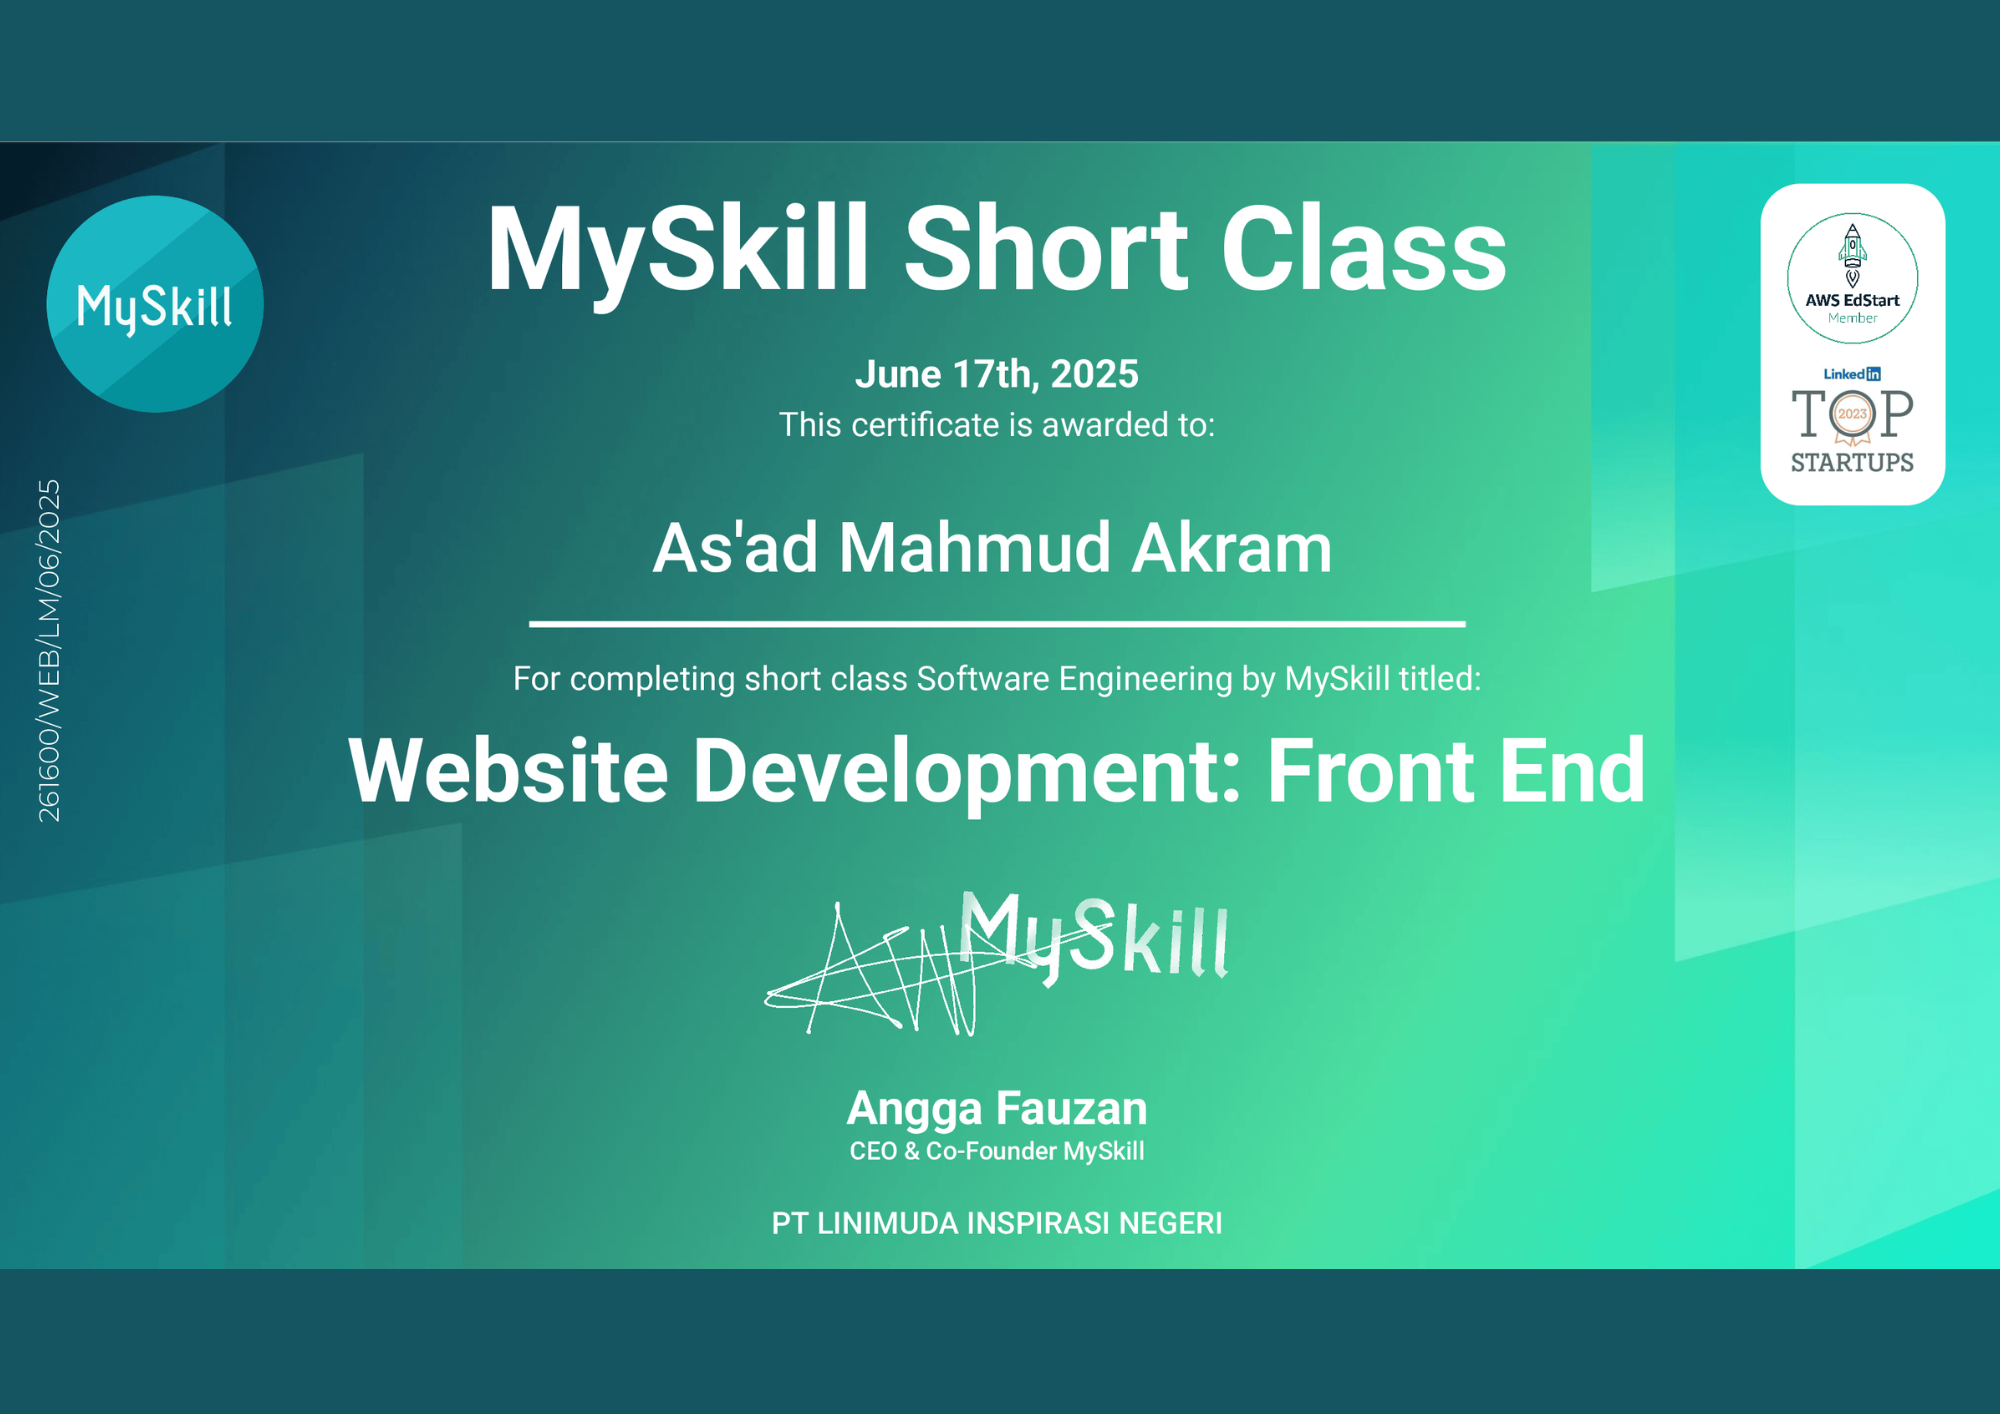 MySkill Short Class
MySkill
AWS EdStart
Member
Linked in
TOP
2023
STARTUPS
June 17th, 2025
This certificate is awarded to:
As'ad Mahmud Akram
261600/WEB/LM/06/2025
For completing short class Software Engineering by MySkill titled:
Website Development: Front End
MySkill
Angga Fauzan
CEO & Co-Founder MySkill
PT LINIMUDA INSPIRASI NEGERI